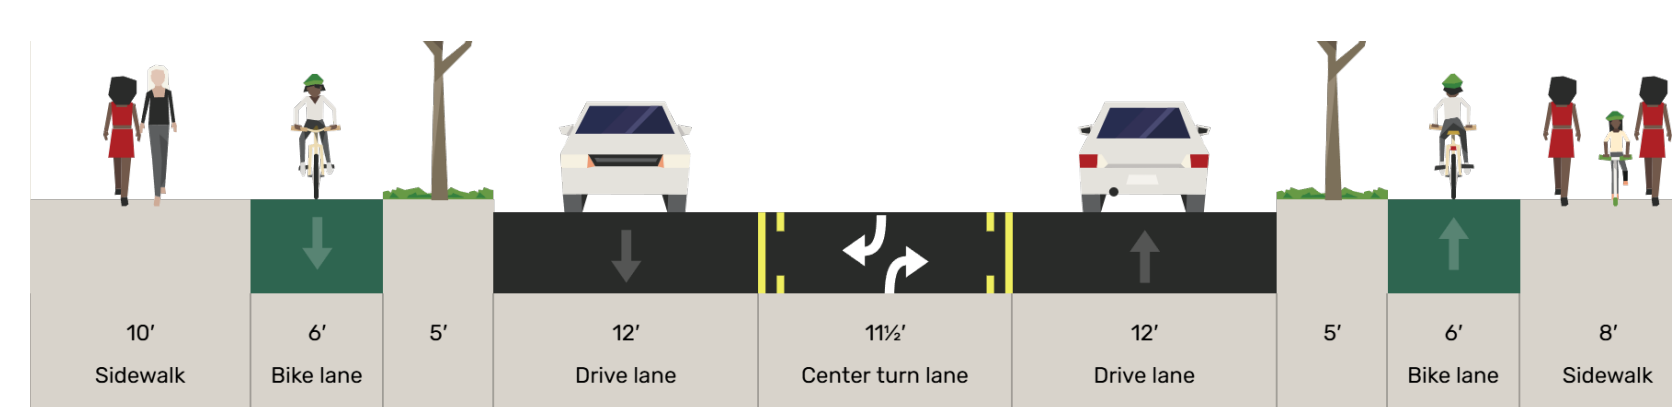 10′ 6′ 5′ 12′ 11½′ 12′ 5′ 6′ 8′
Sidewalk Bike lane Drive lane Center turn lane Drive lane Bike lane Sidewalk